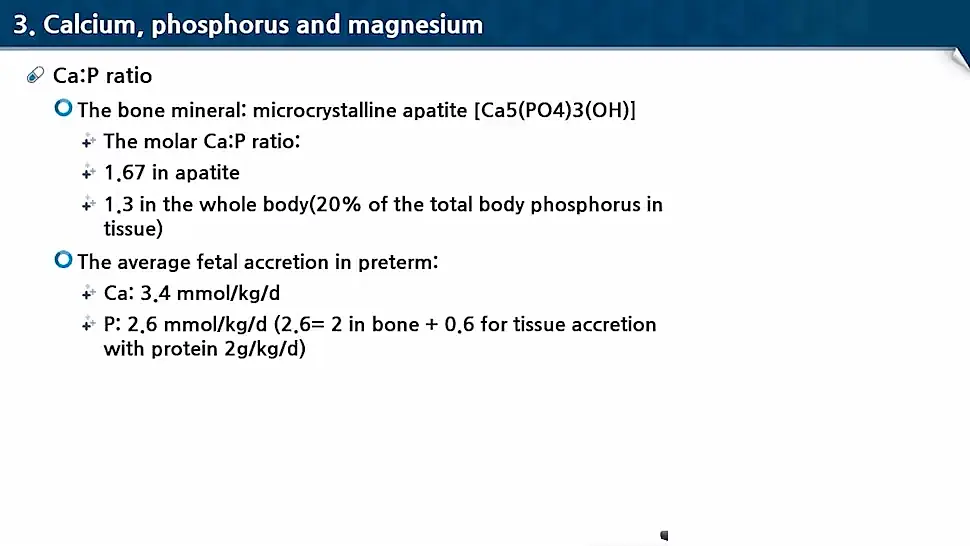 3. Calcium, phosphorus and magnesium
Ca:P ratio
The bone mineral: microcrystalline apatite [Ca5(PO4)3(OH)]
The molar Ca:P ratio:
1.67 in apatite
1.3 in the whole body(20% of the total body phosphorus in
tissue)
The average fetal accretion in preterm:
Ca: 3.4 mmol/kg/d
P: 2.6 mmol/kg/d (2.6= 2 in bone + 0.6 for tissue accretion
with protein 2g/kg/d)